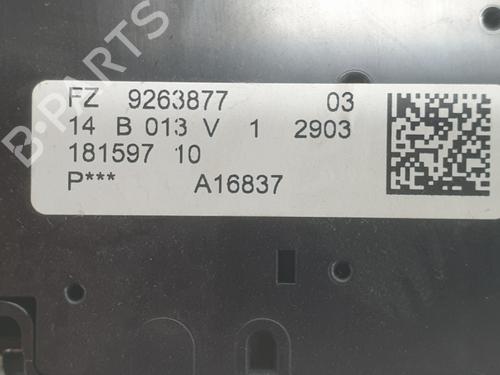 B-PARTS
FZ 9263877 03
14 B 013 V 1 2903
181597 10
P*** A16837